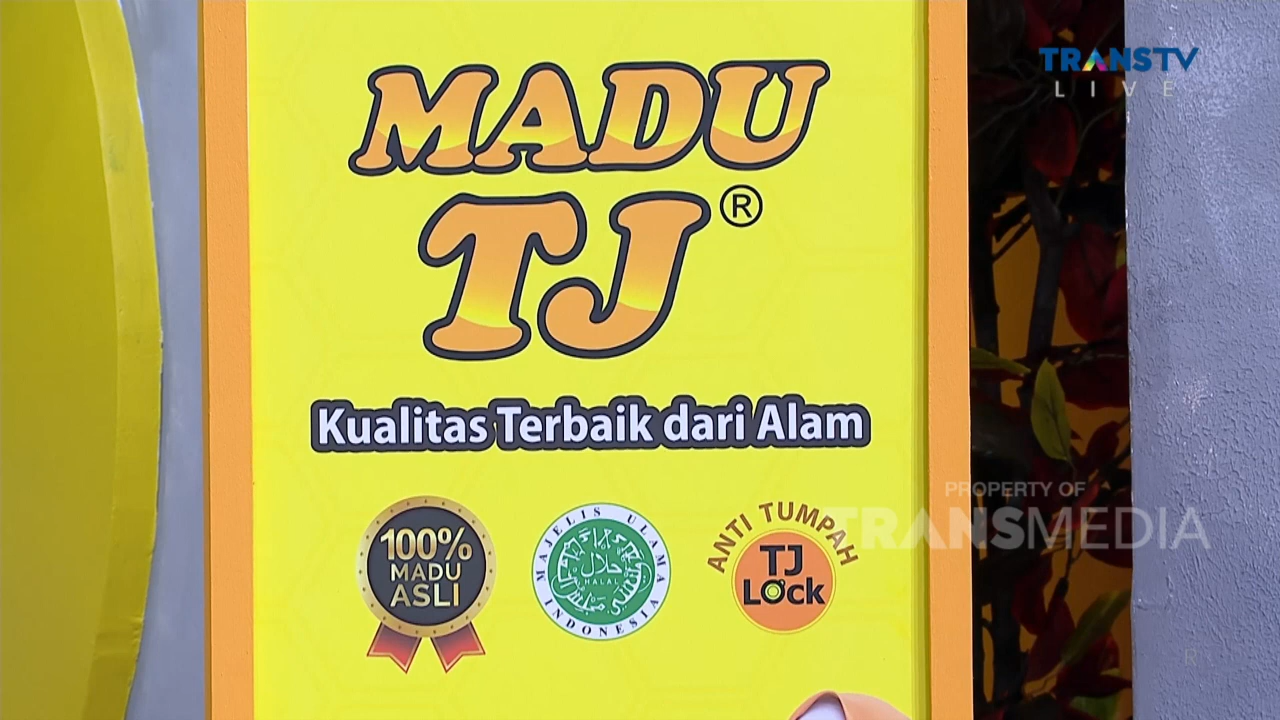 TRANSTV
LIVE
MADU
TJ®
Kualitas Terbaik dari Alam
100%
MADU
ASLI
MAJELIS ULAMA
حلال
HALAL
INDONESIA
ANTI TUMPAH
TJ
LOck
PROPERTY OF
TRANSMEDIA